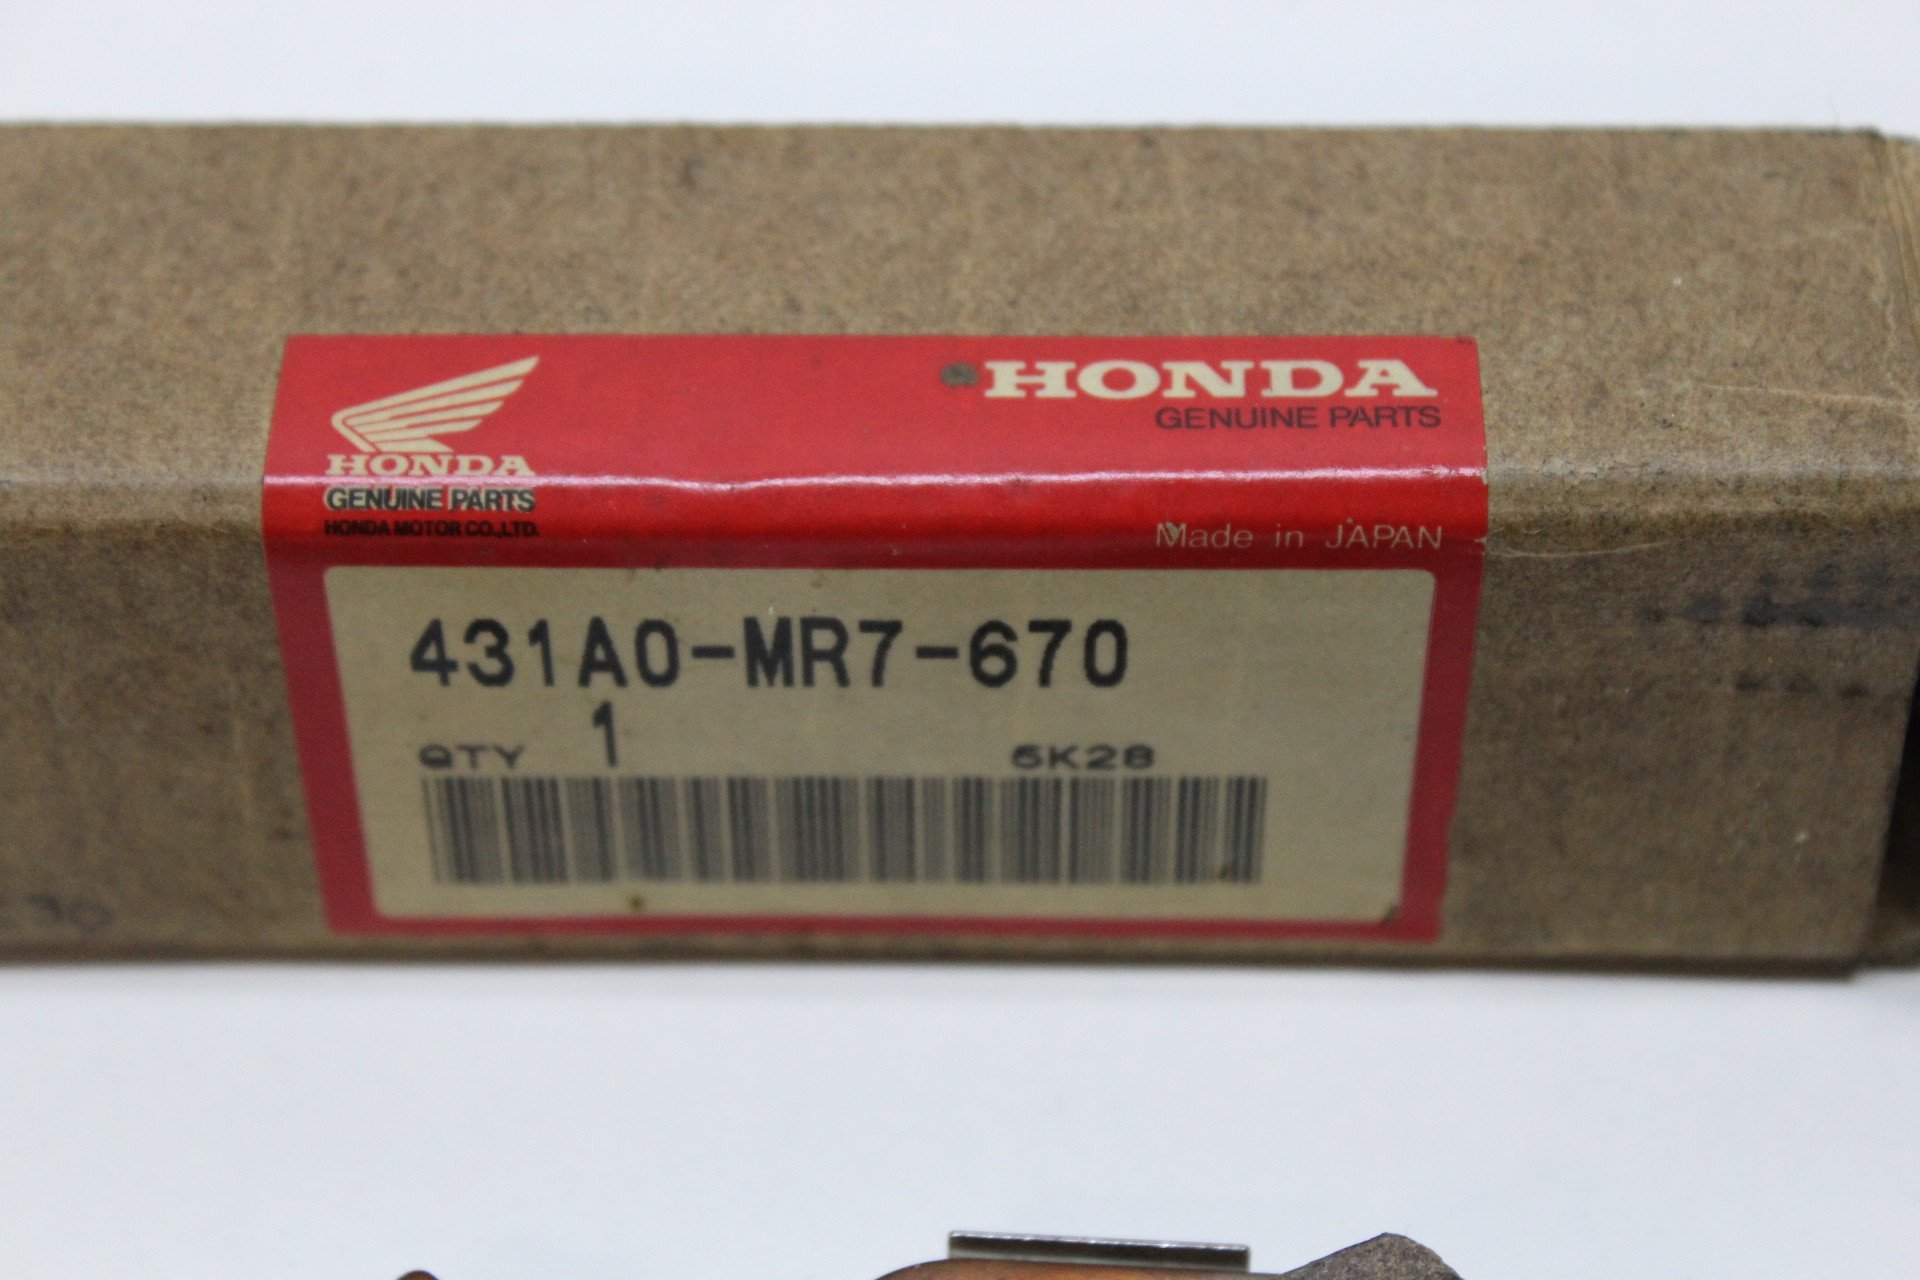 HONDA
GENUINE PARTS
HONDA MOTOR CO.,LTD.
HONDA
GENUINE PARTS
Made in JAPAN
431A0-MR7-670
QTY 1 5K28